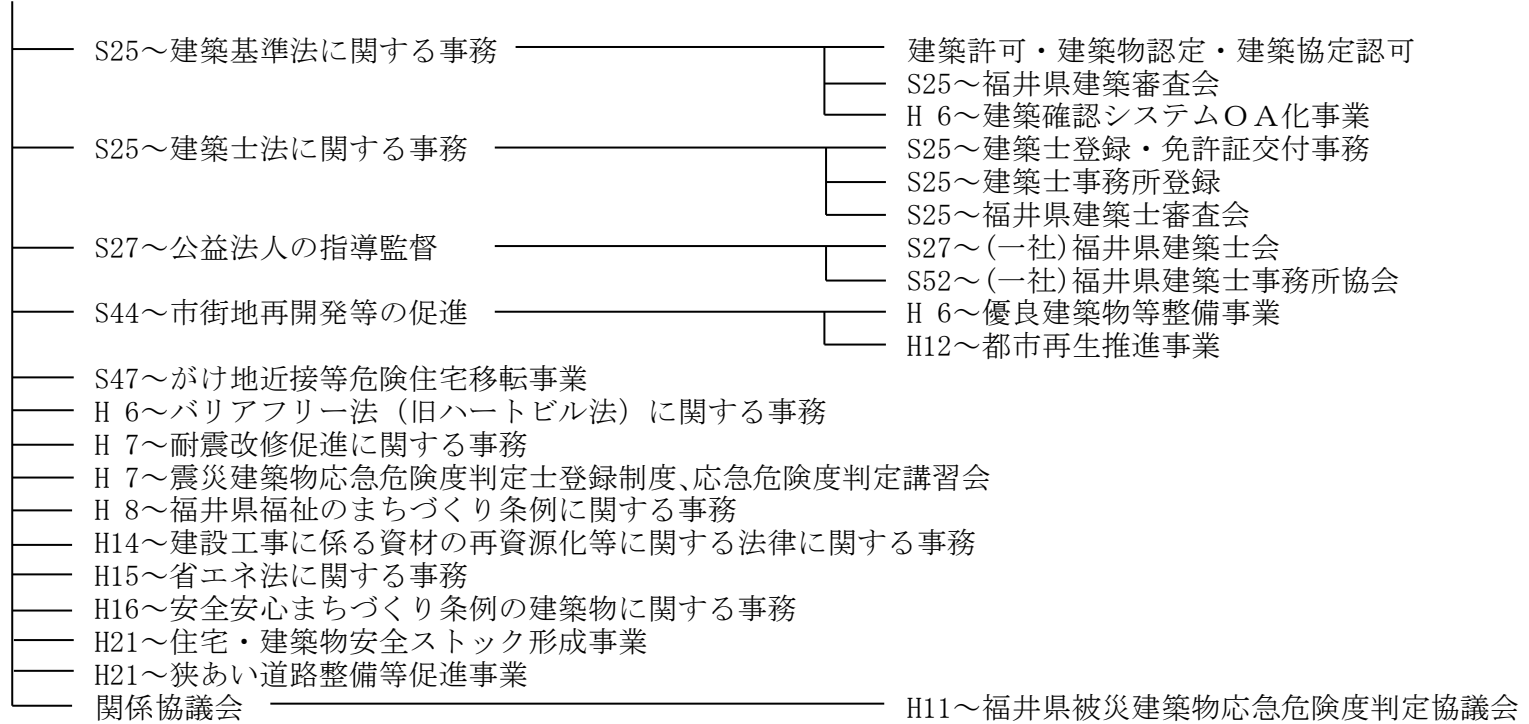 S25～建築基準法に関する事務 建築許可・建築物認定・建築協定認可
S25～福井県建築審査会
H 6～建築確認システムＯＡ化事業
S25～建築士法に関する事務 S25～建築士登録・免許証交付事務
S25～建築士事務所登録
S25～福井県建築士審査会
S27～公益法人の指導監督 S27～(一社)福井県建築士会
S52～(一社)福井県建築士事務所協会
S44～市街地再開発等の促進 H 6～優良建築物等整備事業
H12～都市再生推進事業
S47～がけ地近接等危険住宅移転事業
H 6～バリアフリー法（旧ハートビル法）に関する事務
H 7～耐震改修促進に関する事務
H 7～震災建築物応急危険度判定士登録制度､応急危険度判定講習会
H 8～福井県福祉のまちづくり条例に関する事務
H14～建設工事に係る資材の再資源化等に関する法律に関する事務
H15～省エネ法に関する事務
H16～安全安心まちづくり条例の建築物に関する事務
H21～住宅・建築物安全ストック形成事業
H21～狭あい道路整備等促進事業
関係協議会 H11～福井県被災建築物応急危険度判定協議会